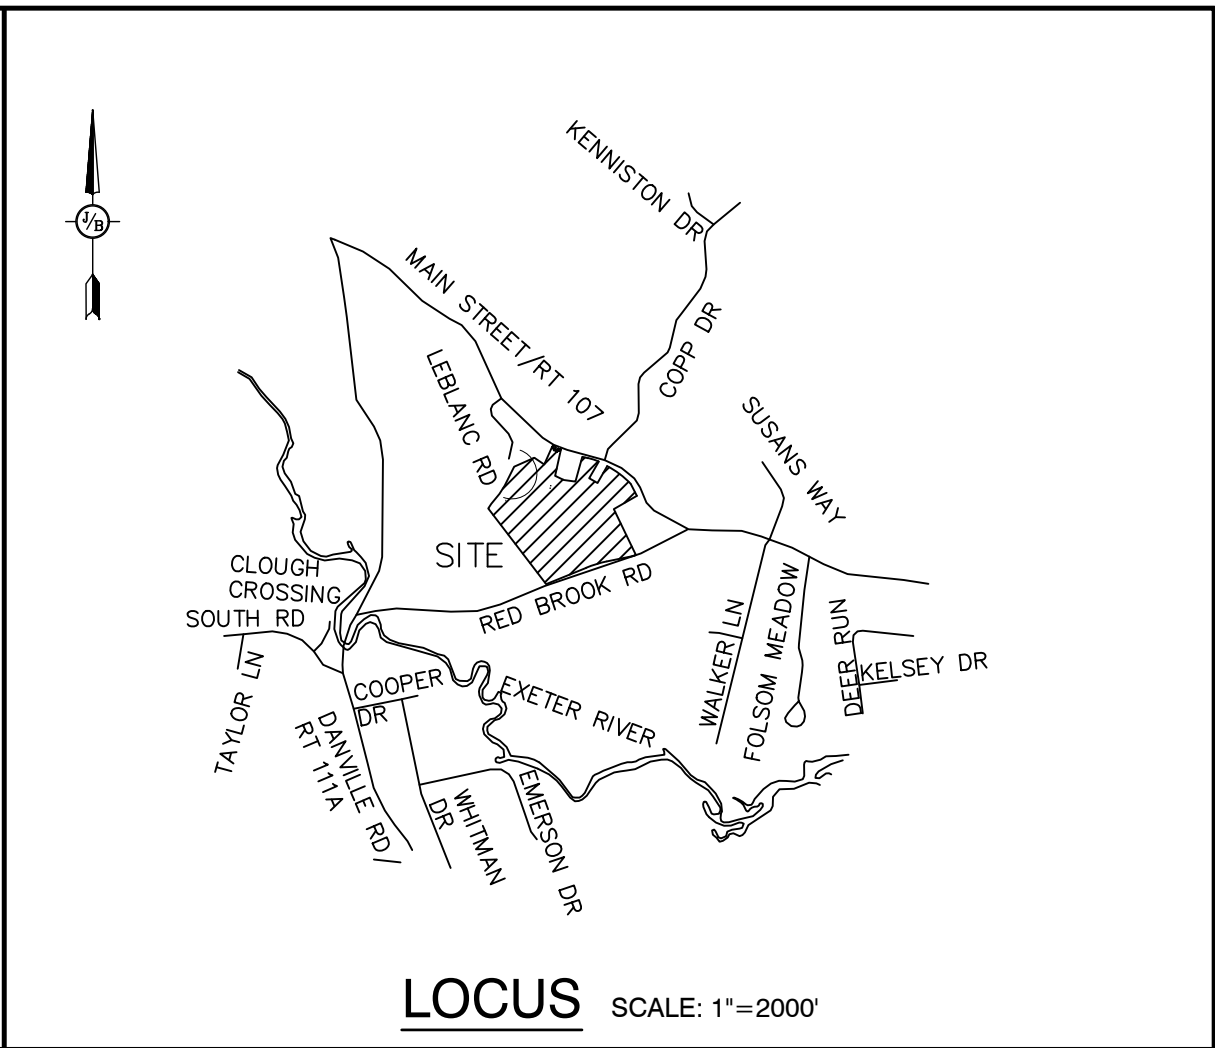 KENNISTON DR
J/B
MAIN STREET/RT 107
COPP DR
LEBLANC RD
SUSANS WAY
SITE
CLOUGH
CROSSING
SOUTH RD
RED BROOK RD
WALKER LN
FOLSOM MEADOW
DEER RUN
KELSEY DR
TAYLOR LN
COOPER
DR
EXETER RIVER
DANVILLE RD/
RT 111A
WHITMAN
DR
EMERSON DR
LOCUS SCALE: 1"=2000'